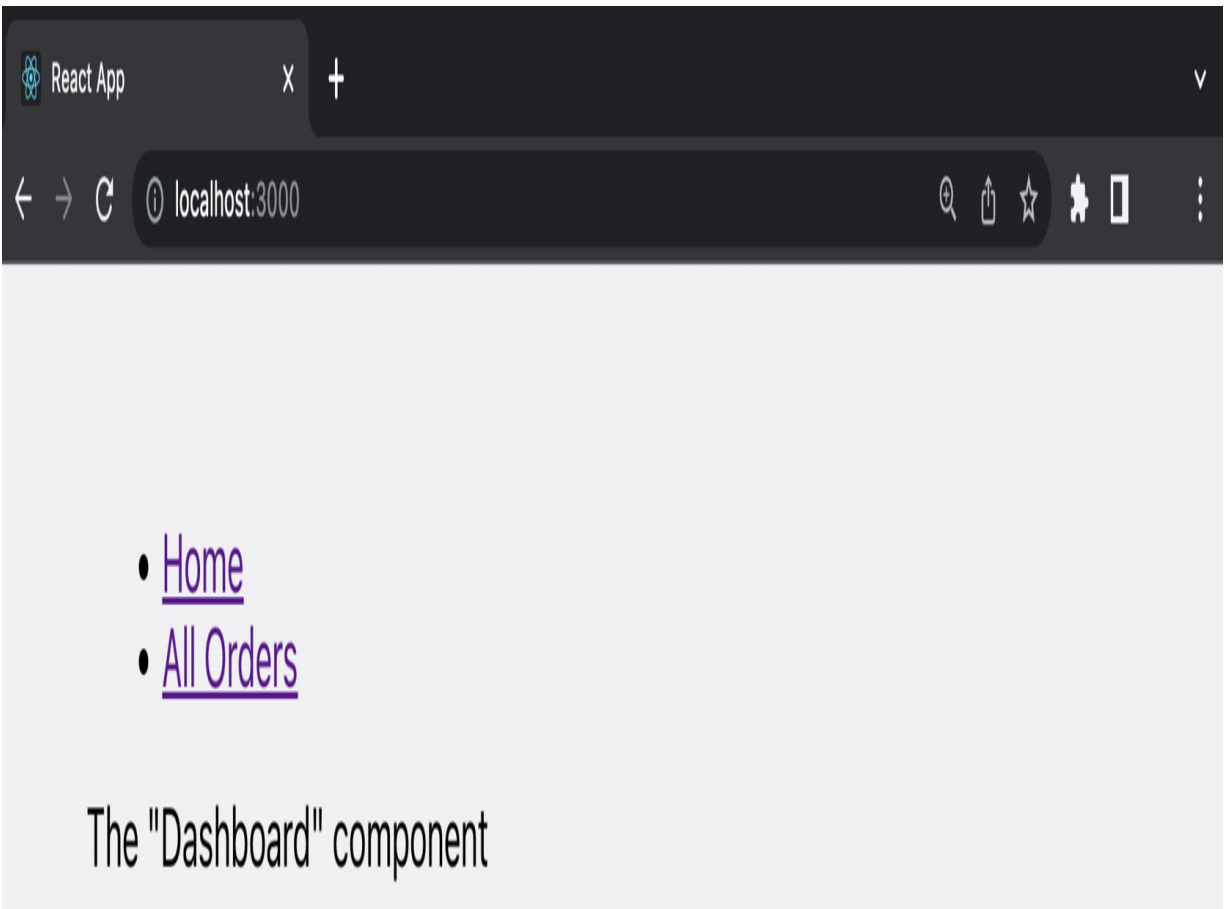 React App
localhost:3000
• Home
• All Orders
The "Dashboard" component